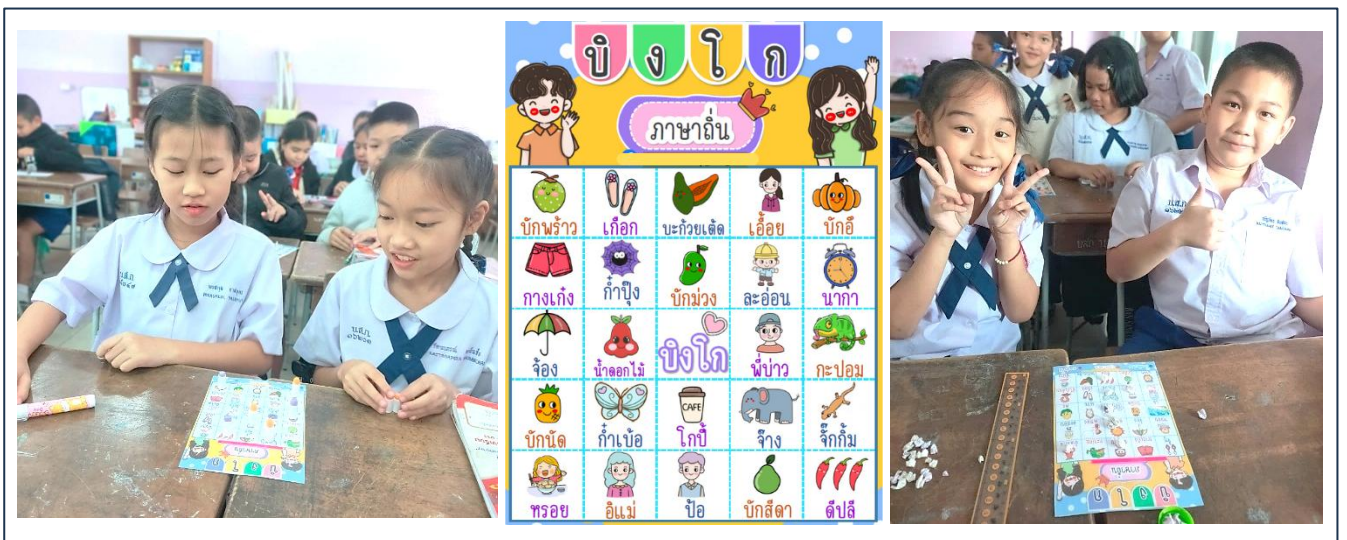 บิงโก
ภาษาถิ่น
บักพร้าว เกือก บะก้วยเต้ด เอื้อย บักอึ
กางเก๋ง ก๋ำปุ๋ง บักม่วง ละอ่อน นากา
จ้อง น้ำดอกไม้ บิงโก พี่บ่าว กะปอม
บักนัด ก๋ำเบ้อ โกปี้ จ๊าง จั๊กกิ้ม
CAFE
หรอย อิแม่ ป้อ บักสีดา ดีปลี